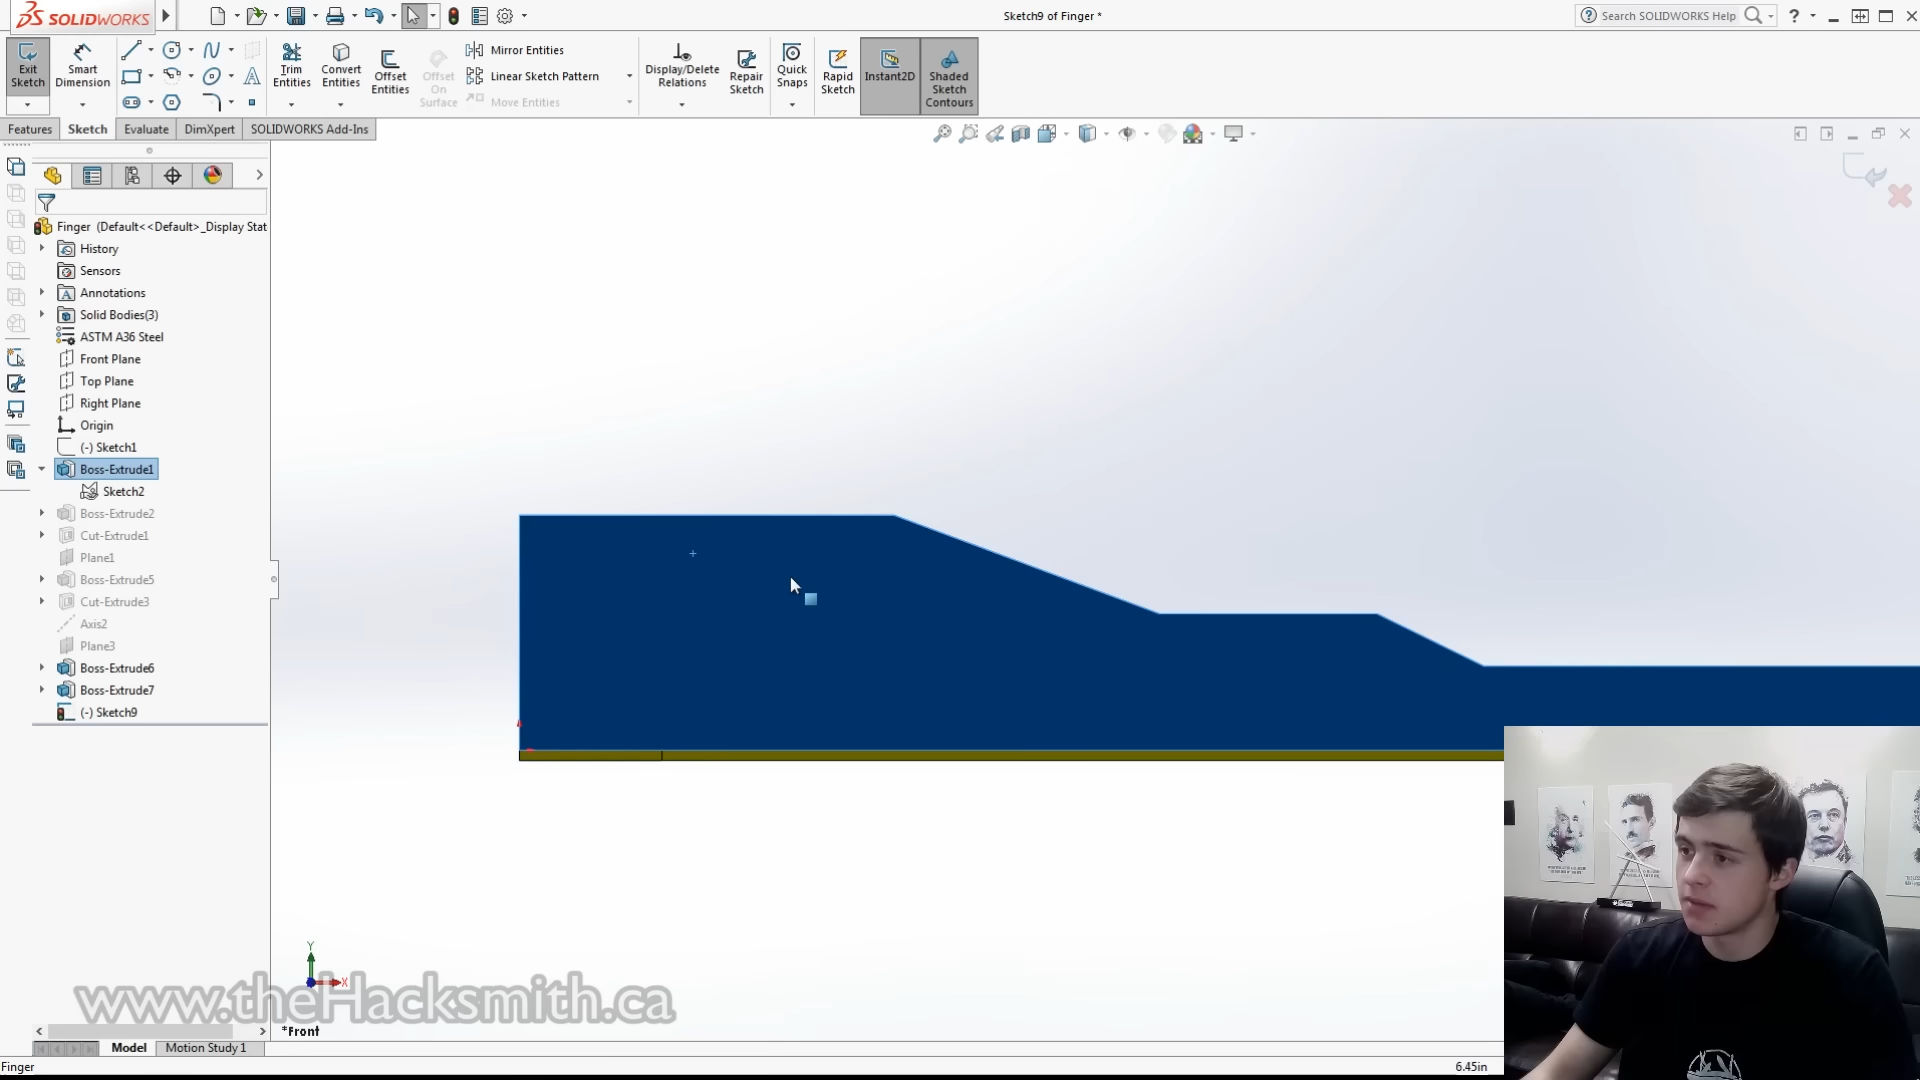 SOLIDWORKS
Sketch9 of Finger *
Search SOLIDWORKS Help
?
Exit Sketch
Smart Dimension
Trim Entities
Convert Entities
Offset Entities
Offset On Surface
Mirror Entities
Linear Sketch Pattern
Move Entities
Display/Delete Relations
Repair Sketch
Quick Snaps
Rapid Sketch
Instant2D
Shaded Sketch Contours
Features
Sketch
Evaluate
DimXpert
SOLIDWORKS Add-Ins
Finger (Default<<Default>_Display Stat
History
Sensors
Annotations
Solid Bodies(3)
ASTM A36 Steel
Front Plane
Top Plane
Right Plane
Origin
(-) Sketch1
Boss-Extrude1
Sketch2
Boss-Extrude2
Cut-Extrude1
Plane1
Boss-Extrude5
Cut-Extrude3
Axis2
Plane3
Boss-Extrude6
Boss-Extrude7
(-) Sketch9
Y
X
www.theHacksmith.ca
*Front
Model
Motion Study 1
Finger
6.45in